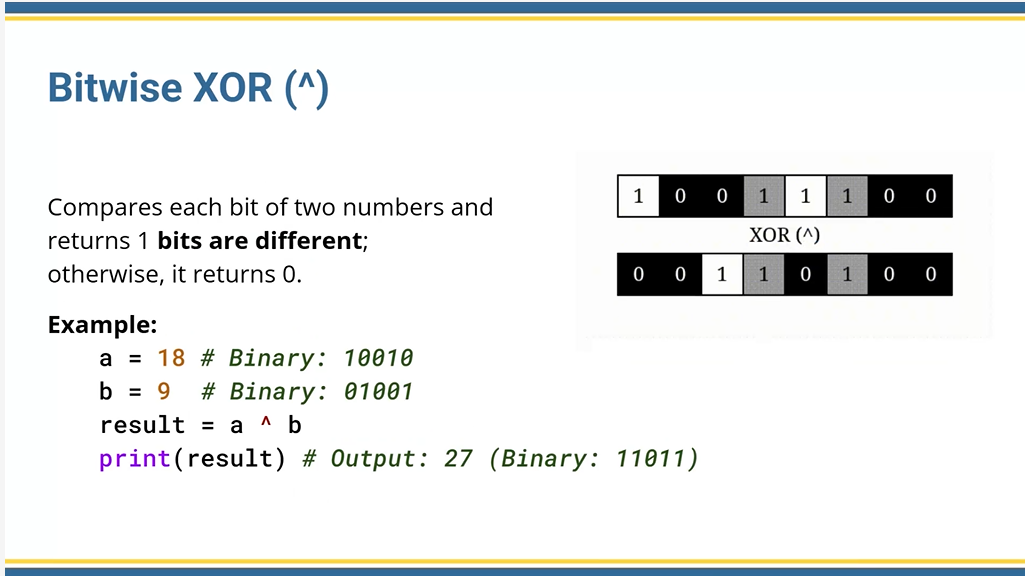 Bitwise XOR (^)
Compares each bit of two numbers and
returns 1 bits are different;
otherwise, it returns 0.
Example:
a = 18 # Binary: 10010
b = 9 # Binary: 01001
result = a ^ b
print(result) # Output: 27 (Binary: 11011)
1 0 0 1 1 1 0 0
XOR (^)
0 0 1 1 0 1 0 0